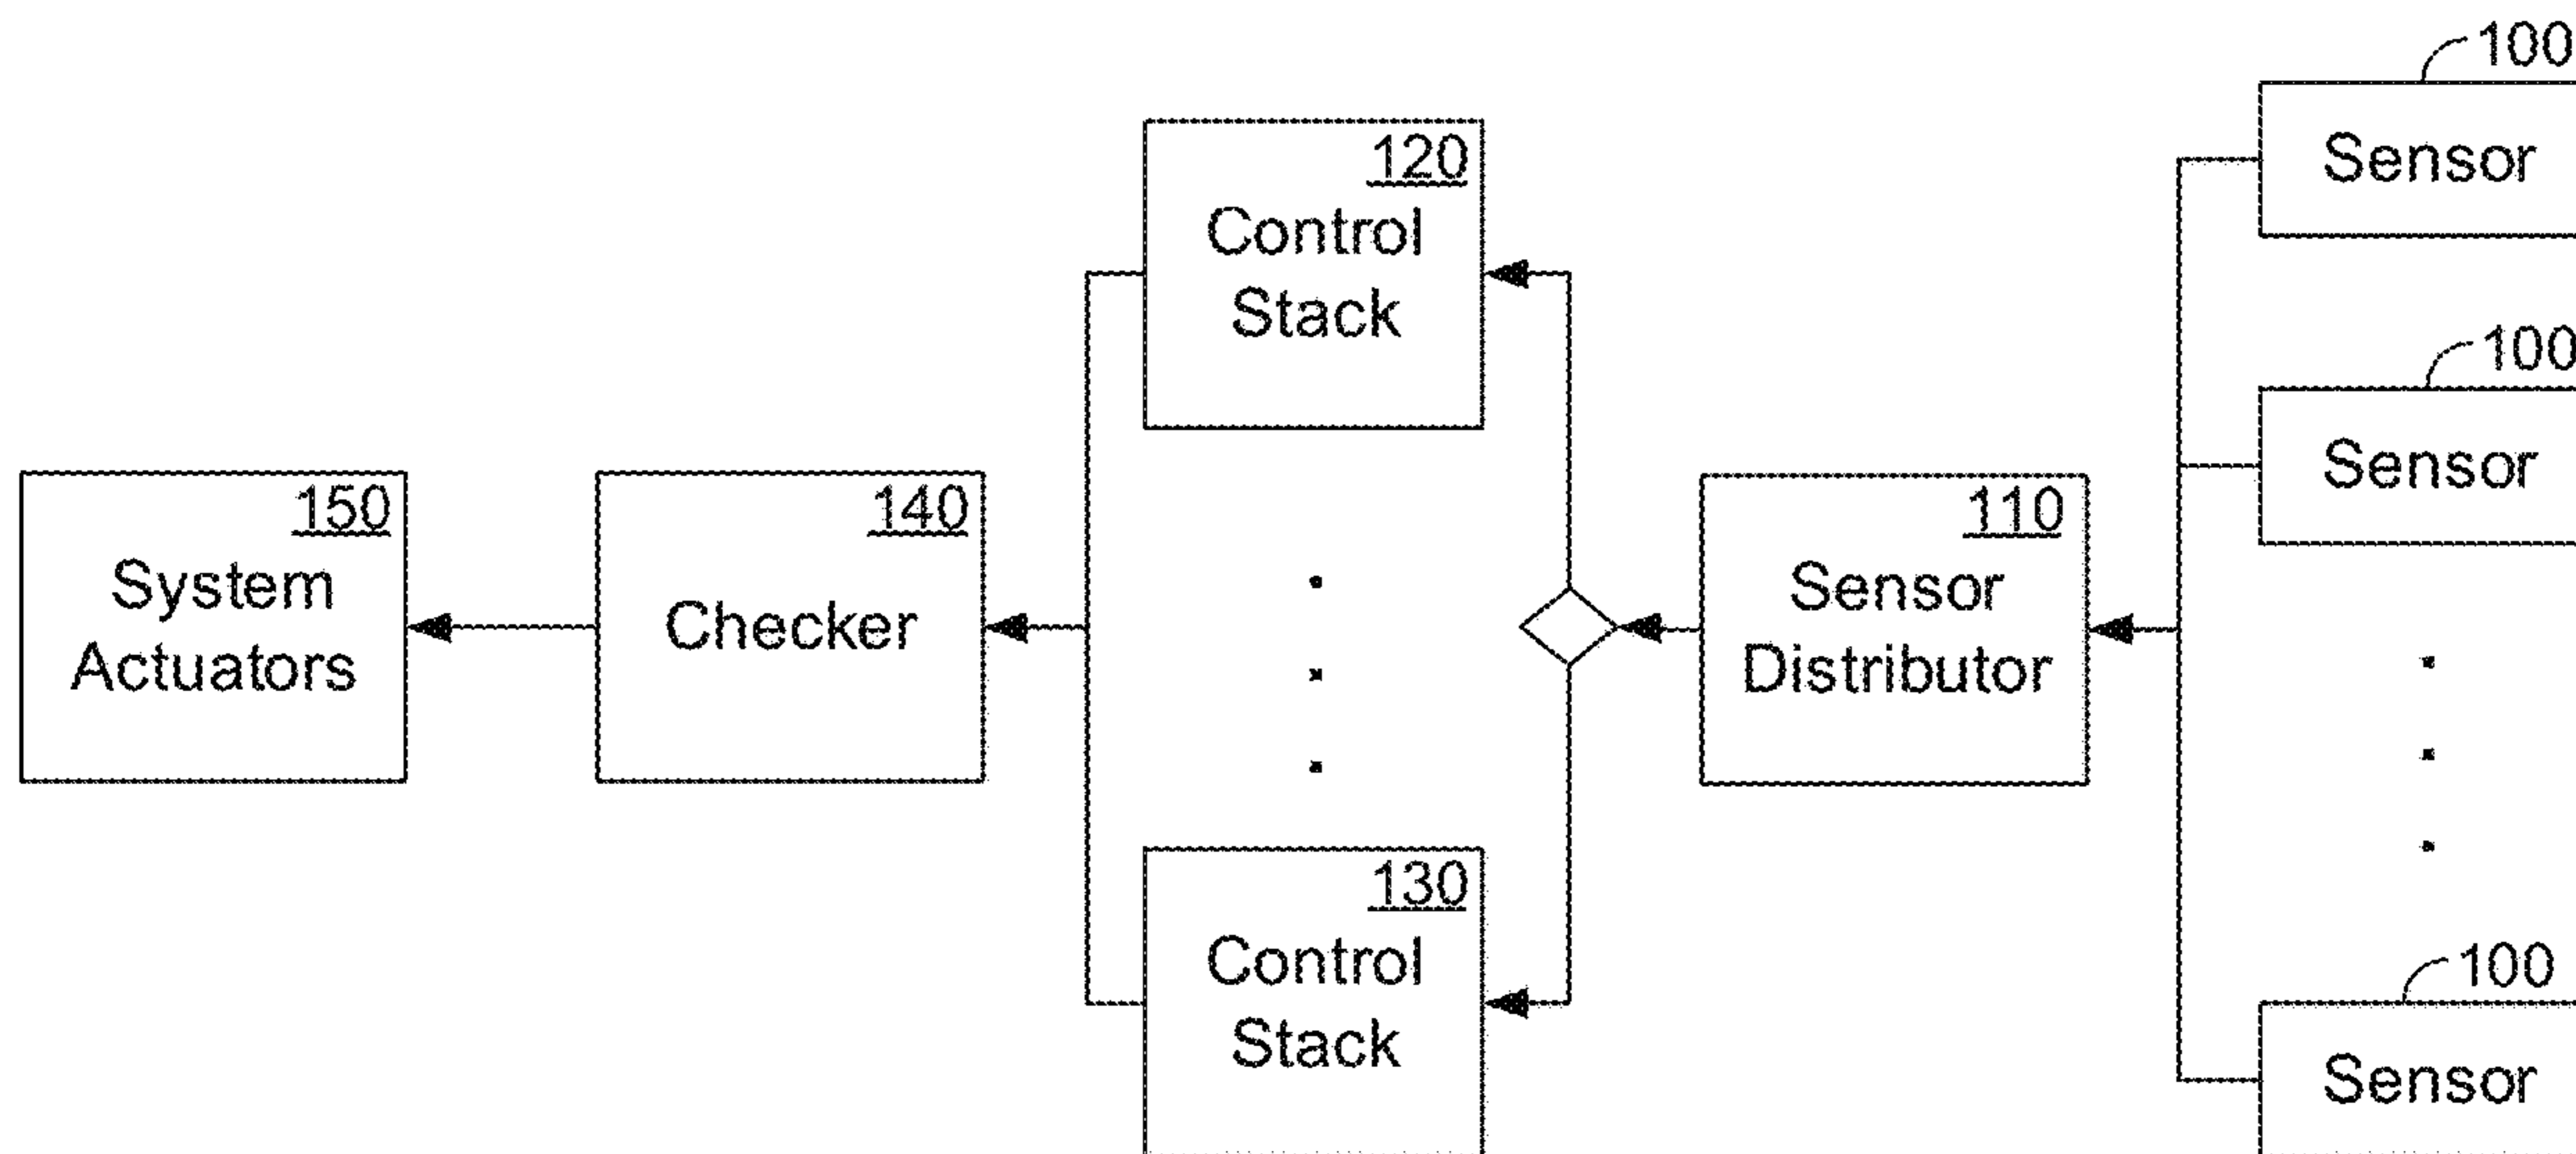 100
Sensor
120
Control
Stack
100
Sensor
150
System
Actuators
140
Checker
110
Sensor
Distributor
130
Control
Stack
100
Sensor